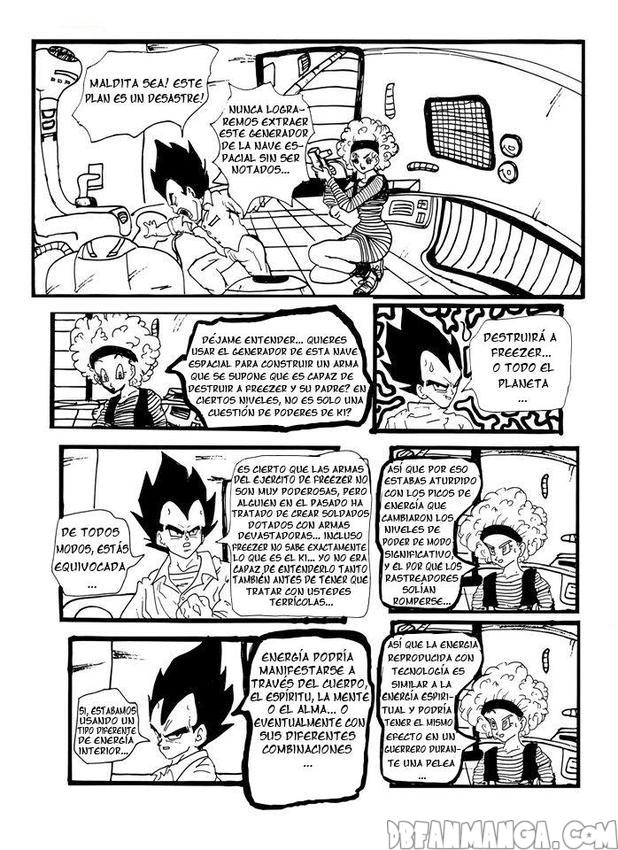 MALDITA SEA! ESTE
PLAN ES UN DESASTRE!
NUNCA LOGRA-
REMOS EXTRAER
ESTE GENERADOR
DE LA NAVE ES-
PACIAL SIN SER
NOTADOS...
DÉJAME ENTENDER... QUIERES
USAR EL GENERADOR DE ESTA NAVE
ESPACIAL PARA CONSTRUIR UN ARMA
QUE SE SUPONE QUE ES CAPAZ DE
DESTRUIR A FREEZER Y SU PADRE? EN
CIERTOS NIVELES, NO ES SOLO UNA
CUESTIÓN DE PODERES DE KI?
DESTRUIRÁ A
FREEZER...
O TODO EL
PLANETA
...
DE TODOS
MODOS, ESTÁS
EQUIVOCADA
...
ES CIERTO QUE LAS ARMAS
DEL EJÉRCITO DE FREEZER NO
SON MUY PODEROSAS, PERO
ALGUIEN EN EL PASADO HA
TRATADO DE CREAR SOLDADOS
DOTADOS CON ARMAS
DEVASTADORAS... INCLUSO
FREEZER NO SABE EXACTAMENTE
LO QUE ES EL KI... YO NO ERA
CAPAZ DE ENTENDERLO TANTO
TAMBIÉN ANTES DE TENER QUE
TRATAR CON USTEDES
TERRÍCOLAS...
ASÍ QUE POR ESO
ESTABAS ATURDIDO
CON LOS PICOS DE
ENERGÍA QUE
CAMBIARON LOS
NIVELES DE
PODER DE MODO
SIGNIFICATIVO,
Y EL POR QUÉ LOS
RASTREADORES
SOLÍAN
ROMPERSE...
SI, ESTABAMOS
USANDO UN
TIPO DIFERENTE
DE ENERGÍA
INTERIOR...
ENERGÍA PODRÍA
MANIFESTARSE A
TRAVÉS DEL CUERPO,
EL ESPÍRITU, LA MENTE
O EL ALMA... O
EVENTUALMENTE CON
SUS DIFERENTES
COMBINACIONES
...
ASÍ QUE LA ENERGIA
REPRODUCIDA CON
TECNOLOGÍA ES
SIMILAR A LA
ENERGÍA ESPIRI-
TUAL Y PODRÍA
TENER EL MISMO
EFECTO EN UN
GUERRERO DURAN-
TE UNA PELEA
...
DBFANMANGA.COM